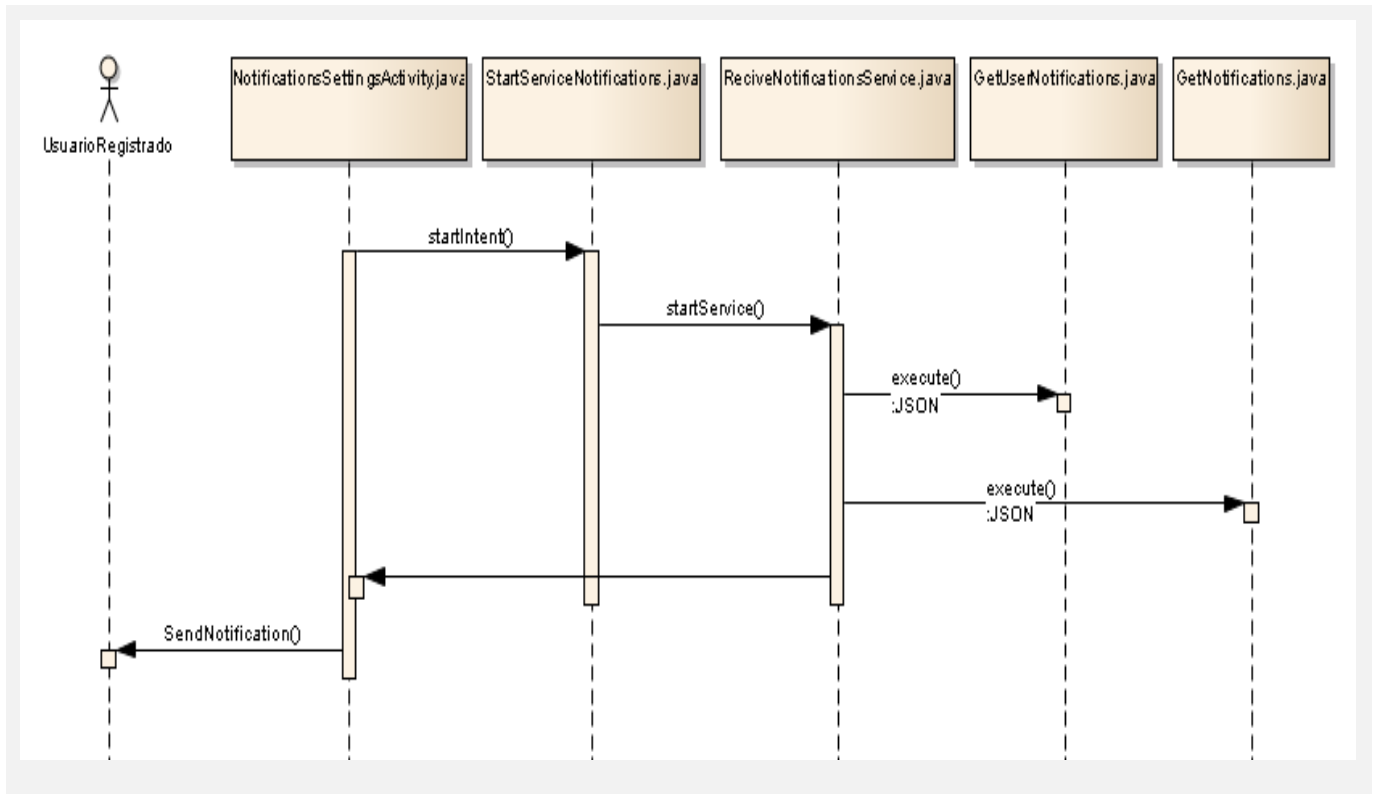 UsuarioRegistrado
NotificationsSettingsActivity.java
StartServiceNotifications.java
ReciveNotificationsService.java
GetUserNotifications.java
GetNotifications.java
startIntent()
startService()
execute()
:JSON
execute()
:JSON
SendNotification()